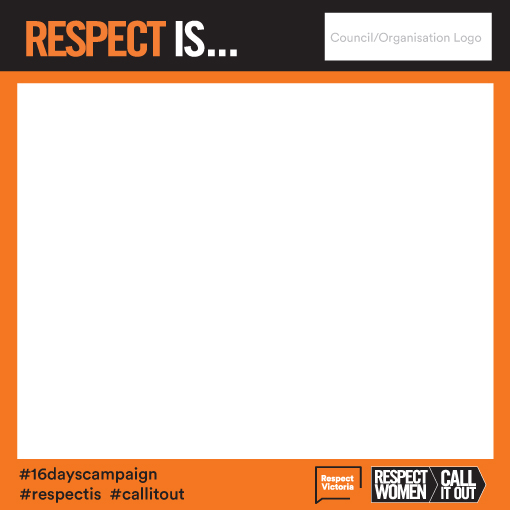 RESPECT IS...
Council/Organisation Logo
#16dayscampaign
#respectis #callitout
Respect
Victoria
RESPECT
WOMEN
CALL
IT OUT